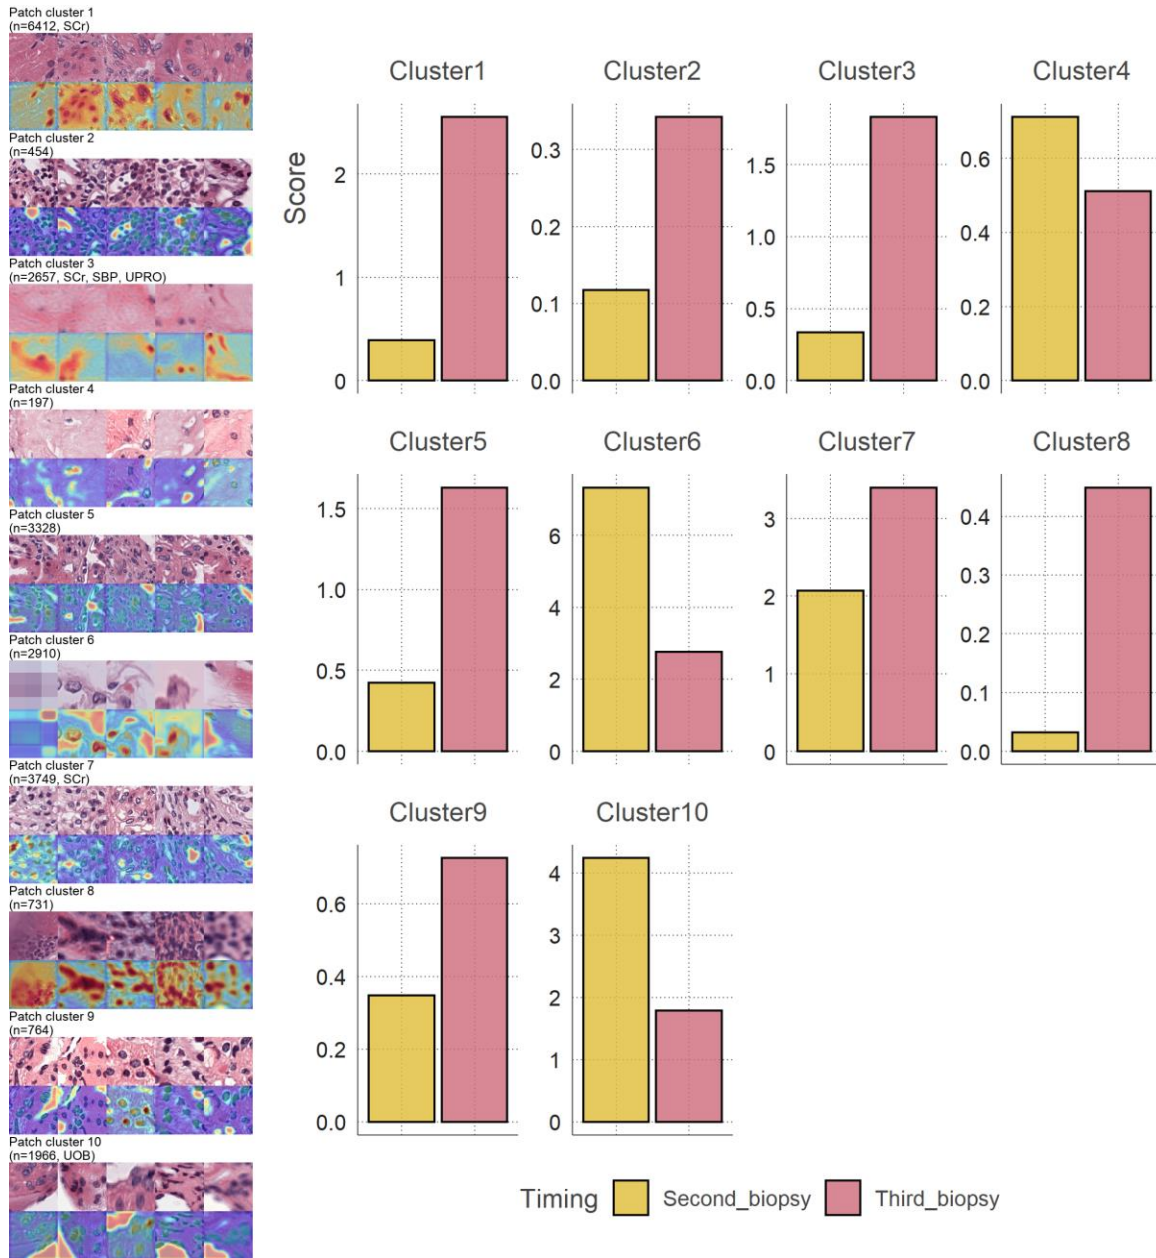 Patch cluster 1
(n=6412, SCr)
Patch cluster 2
(n=454)
Patch cluster 3
(n=2657, SCr, SBP, UPRO)
Patch cluster 4
(n=197)
Patch cluster 5
(n=3328)
Patch cluster 6
(n=2910)
Patch cluster 7
(n=3749, SCr)
Patch cluster 8
(n=731)
Patch cluster 9
(n=764)
Patch cluster 10
(n=1966, UOB)
Score
Cluster1
2
1
0
Cluster2
0.3
0.2
0.1
0.0
Cluster3
1.5
1.0
0.5
0.0
Cluster4
0.6
0.4
0.2
0.0
Cluster5
1.5
1.0
0.5
0.0
Cluster6
6
4
2
0
Cluster7
3
2
1
0
Cluster8
0.4
0.3
0.2
0.1
0.0
Cluster9
0.6
0.4
0.2
0.0
Cluster10
4
3
2
1
0
Timing Second_biopsy Third_biopsy